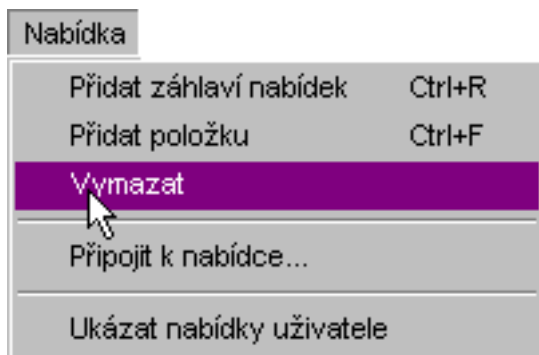 Nabídka
Přidat záhlaví nabídek Ctrl+R
Přidat položku Ctrl+F
Vymazat
Připojit k nabídce...
Ukázat nabídky uživatele